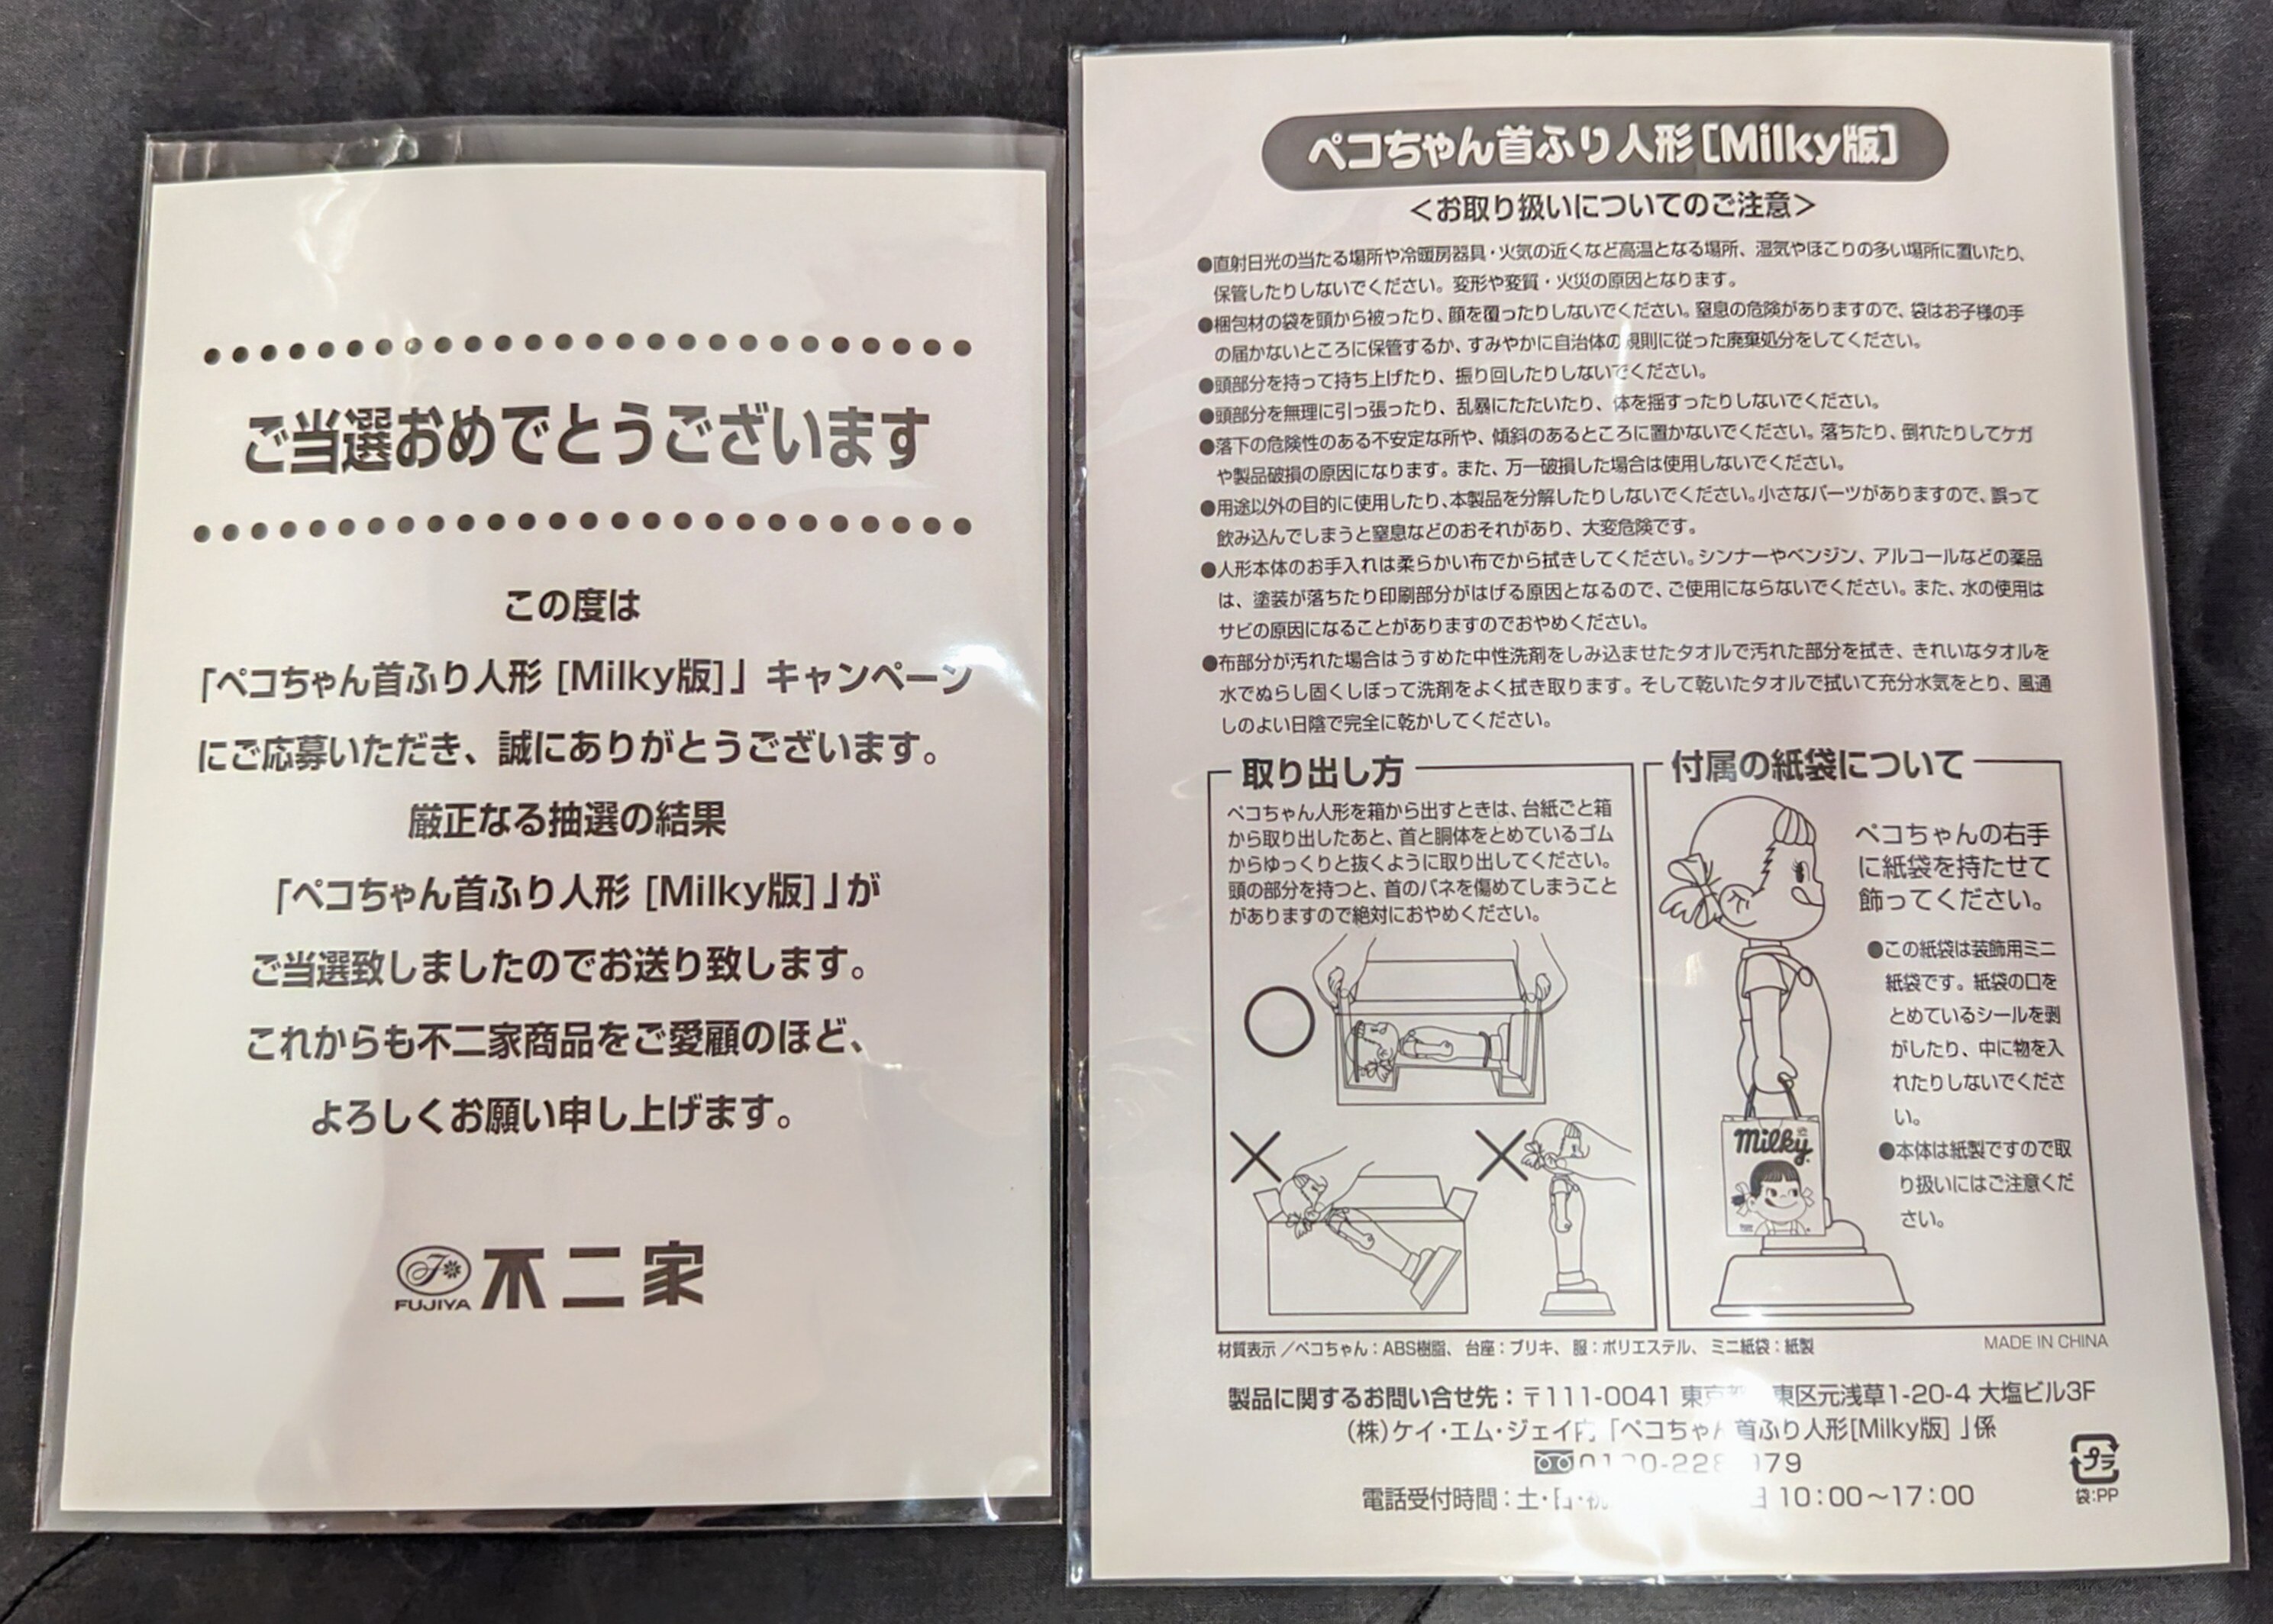 ご当選おめでとうございます
この度は
「ペコちゃん首ふり人形 [Milky版]」キャンペーン
にご応募いただき、誠にありがとうございます。
厳正なる抽選の結果
「ペコちゃん首ふり人形 [Milky版]」が
ご当選致しましたのでお送り致します。
これからも不二家商品をご愛顧のほど、
よろしくお願い申し上げます。
FUJIYA 不二家
ペコちゃん首ふり人形[Milky版]
＜お取り扱いについてのご注意＞
●直射日光の当たる場所や冷暖房器具・火気の近くなど高温となる場所、湿気やほこりの多い場所に置いたり、
保管したりしないでください。変形や変質・火災の原因となります。
●梱包材の袋を頭から被ったり、顔を覆ったりしないでください。窒息の危険がありますので、袋はお子様の手
の届かないところに保管するか、すみやかに自治体の規則に従った廃棄処分をしてください。
●頭部分を持って持ち上げたり、振り回したりしないでください。
●頭部分を無理に引っ張ったり、乱暴にたたいたり、体を揺すったりしないでください。
●落下の危険性のある不安定な所や、傾斜のあるところに置かないでください。落ちたり、倒れたりしてケガ
や製品破損の原因になります。また、万一破損した場合は使用しないでください。
●用途以外の目的に使用したり、本製品を分解したりしないでください。小さなパーツがありますので、誤って
飲み込んでしまうと窒息などのおそれがあり、大変危険です。
●人形本体のお手入れは柔らかい布でから拭きしてください。シンナーやベンジン、アルコールなどの薬品
は、塗装が落ちたり印刷部分がはげる原因となるので、ご使用にならないでください。また、水の使用は
サビの原因になることがありますのでおやめください。
●布部分が汚れた場合はうすめた中性洗剤をしみ込ませたタオルで汚れた部分を拭き、きれいなタオルを
水でぬらし固くしぼって洗剤をよく拭き取ります。そして乾いたタオルで拭いて充分水気をとり、風通
しのよい日陰で完全に乾かしてください。
取り出し方
ペコちゃん人形を箱から出すときは、台紙ごと箱
から取り出したあと、首と胴体をとめているゴム
からゆっくりと抜くように取り出してください。
頭の部分を持つと、首のバネを傷めてしまうこと
がありますので絶対におやめください。
付属の紙袋について
ペコちゃんの右手
に紙袋を持たせて
飾ってください。
●この紙袋は装飾用ミニ
紙袋です。紙袋の口を
とめているシールを剥
がしたり、中に物を入
れたりしないでくださ
い。
●本体は紙製ですので取
り扱いにはご注意くだ
さい。
Milky
材質表示／ペコちゃん：ABS樹脂、台座：ブリキ、服：ポリエステル、ミニ紙袋：紙製
MADE IN CHINA
製品に関するお問い合せ先：〒111-0041 東京 東区元浅草1-20-4 大塩ビル3F
（株）ケイ・エム・ジェイ内「ペコちゃん首ふり人形[Milky版]」係
0-228 979
電話受付時間：土・日・祝 日 10：00〜17：00
プラ
袋：PP